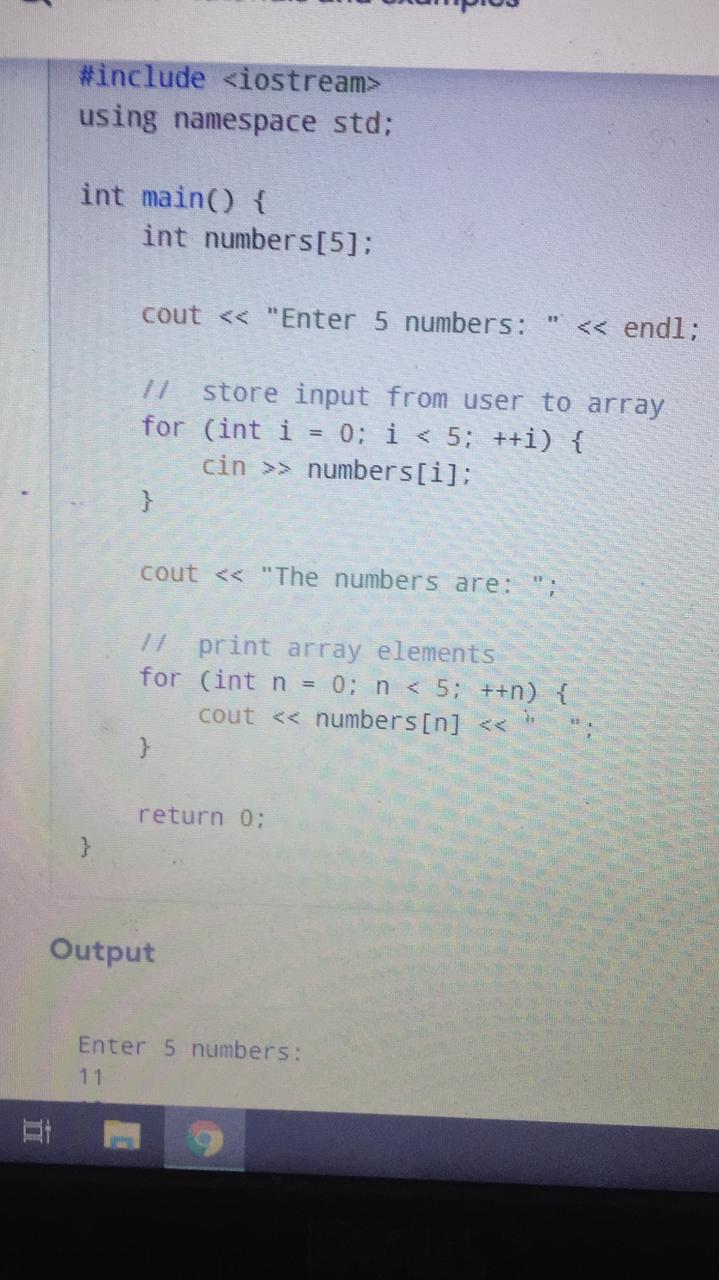 and examples
#include <iostream>
using namespace std;
int main() {
    int numbers[5];
    cout << "Enter 5 numbers: " << endl;
    //  store input from user to array
    for (int i = 0; i < 5; ++i) {
        cin >> numbers[i];
    }
    cout << "The numbers are: ";
    //  print array elements
    for (int n = 0; n < 5; ++n) {
        cout << numbers[n] << "  ";
    }
    return 0;
}
Output
Enter 5 numbers:
11